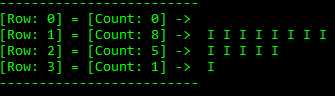 ------------------------
[Row: 0] = [Count: 0] ->
[Row: 1] = [Count: 8] -> I I I I I I I I
[Row: 2] = [Count: 5] -> I I I I I
[Row: 3] = [Count: 1] -> I
------------------------